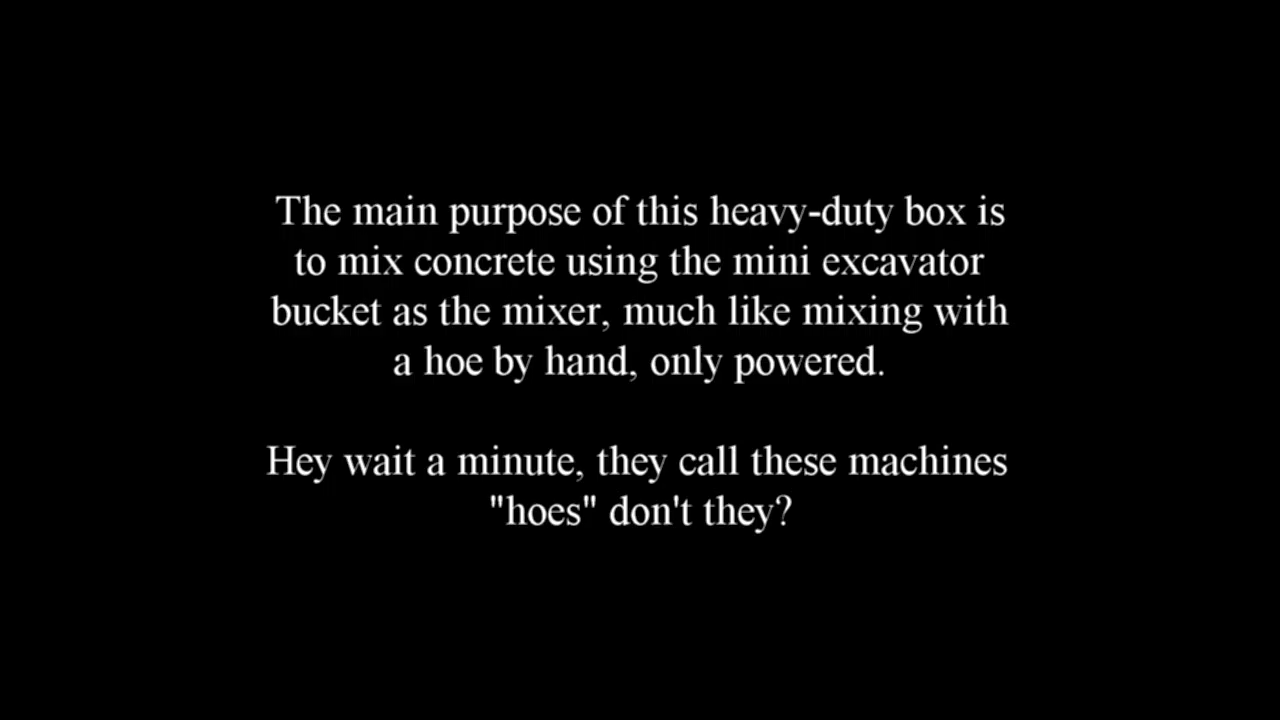 The main purpose of this heavy-duty box is
to mix concrete using the mini excavator
bucket as the mixer, much like mixing with
a hoe by hand, only powered.
Hey wait a minute, they call these machines
"hoes" don't they?